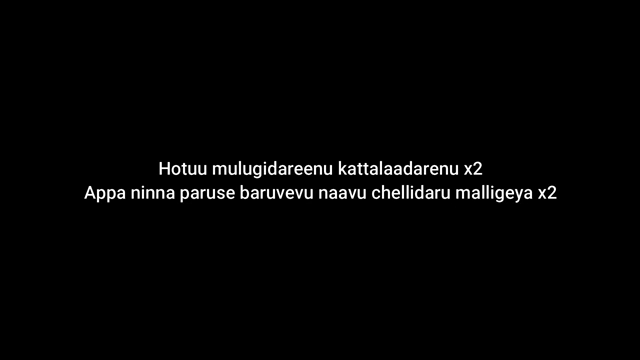 Hotuu mulugidareenu kattalaadarenu x2
Appa ninna paruse baruvevu naavu chellidaru malligeya x2